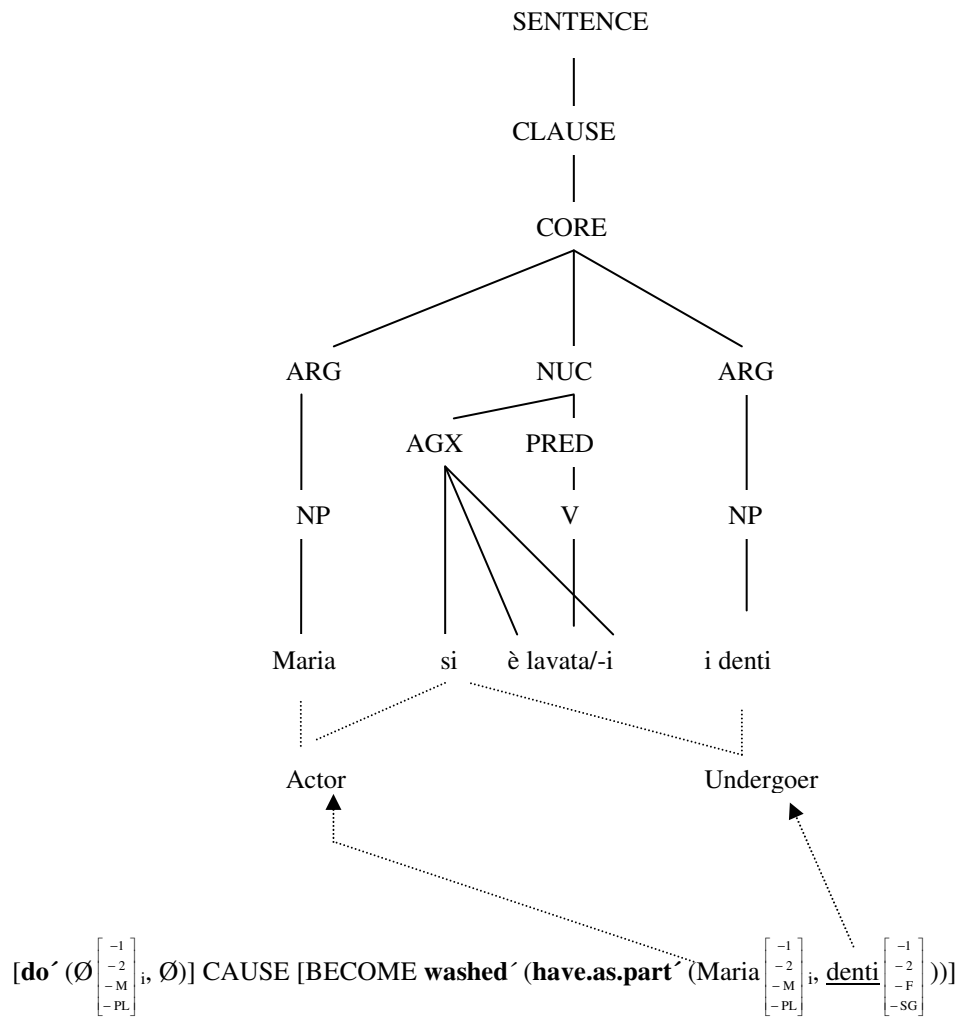 SENTENCE
CLAUSE
CORE
ARG NUC ARG
AGX PRED
NP V NP
Maria si è lavata/-i i denti
Actor Undergoer
[do´ (Ø[-1 -2 -M -PL]i, Ø)] CAUSE [BECOME washed´ (have.as.part´ (Maria[-1 -2 -M -PL]i, denti[-1 -2 -F -SG]))]